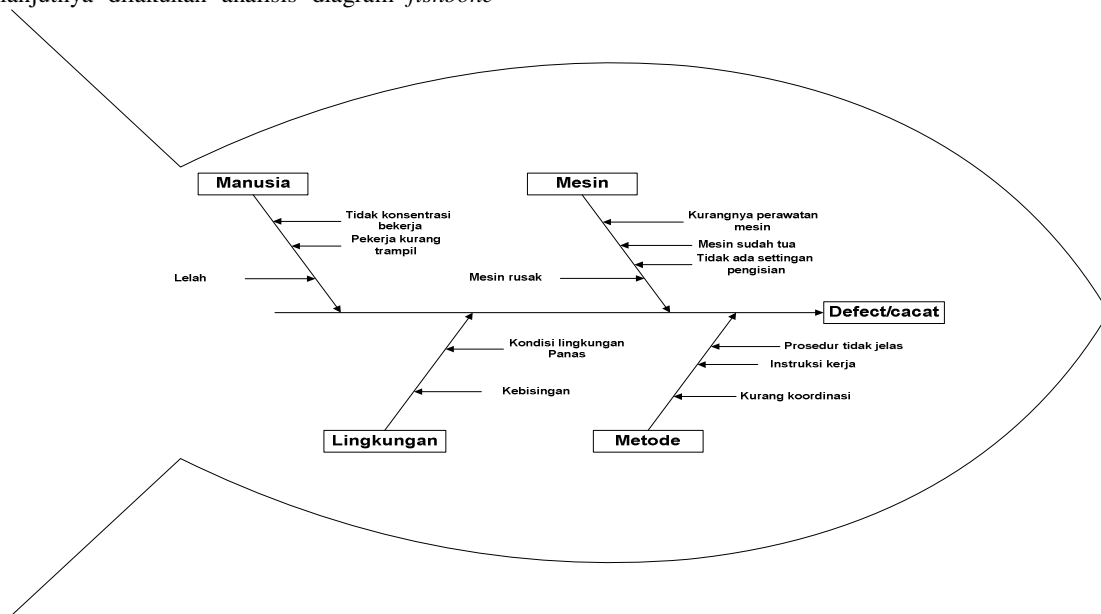 dilakukan analisis diagram fishbone
Manusia
Mesin
Tidak konsentrasi
bekerja
Pekerja kurang
trampil
Lelah
Kurangnya perawatan
mesin
Mesin sudah tua
Tidak ada settingan
pengisian
Mesin rusak
Defect/cacat
Kondisi lingkungan
Panas
Kebisingan
Prosedur tidak jelas
Instruksi kerja
Kurang koordinasi
Lingkungan
Metode